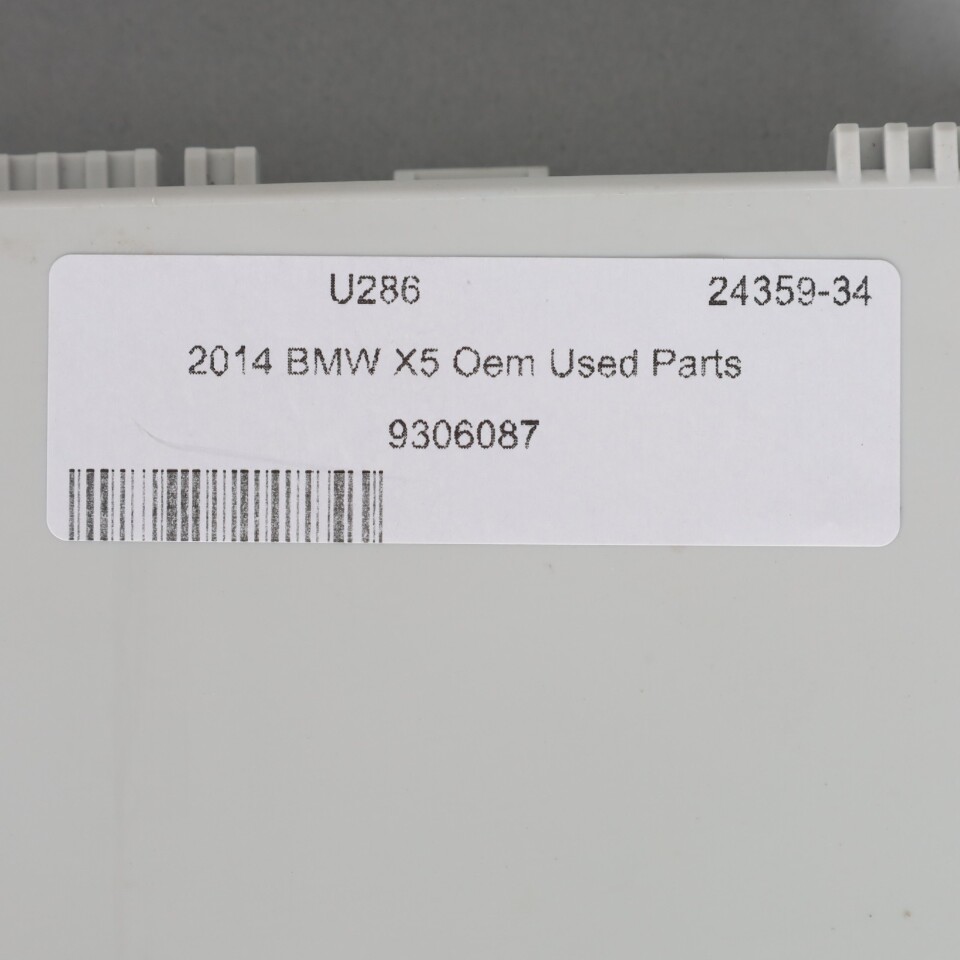 U286 24359-34
2014 BMW X5 Oem Used Parts
9306087